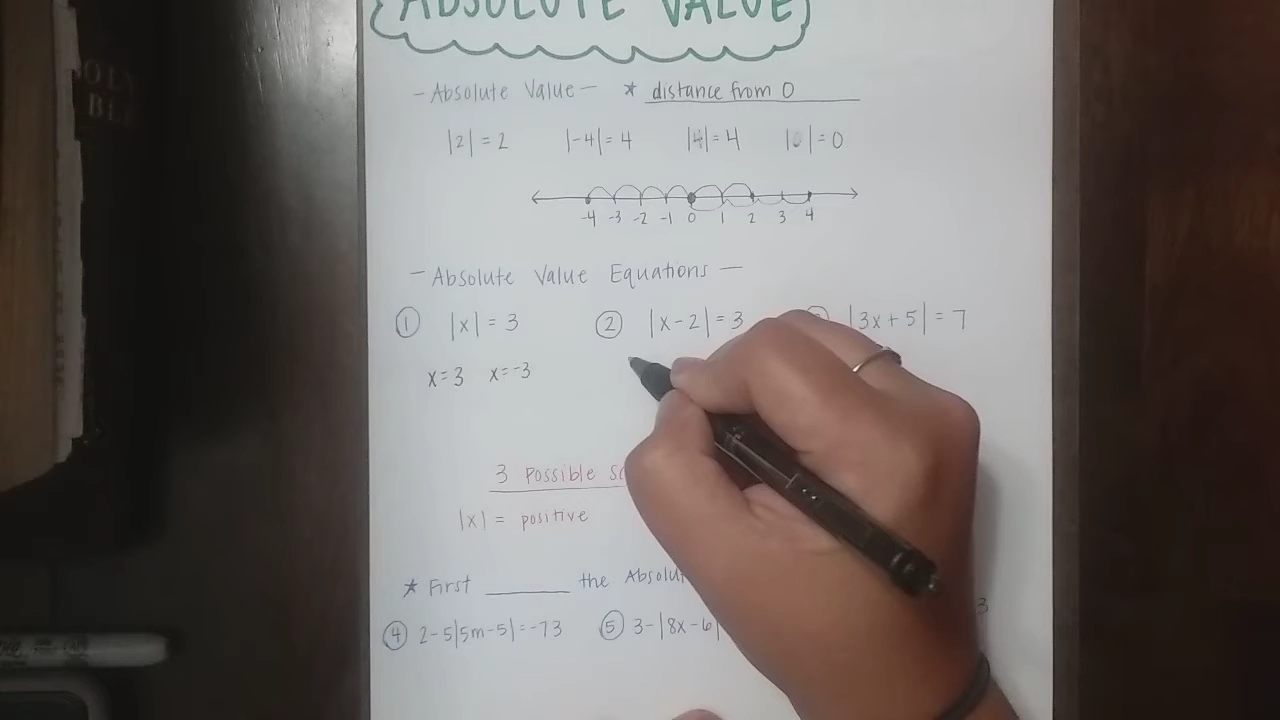 ABSOLUTE VALUE
- Absolute Value - * distance from 0
|2| = 2 |-4| = 4 |4| = 4 |0| = 0
-4 -3 -2 -1 0 1 2 3 4
- Absolute Value Equations -
① |x| = 3 ② |x-2| = 3 |3x+5| = 7
x=3 x=-3
3 Possible
|x| = positive
* First ______ the
④ 2-5|5m-5|=-73 ⑤ 3-|8x-6|
3